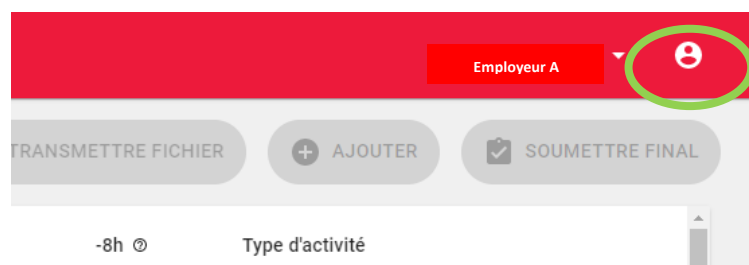 Employeur A
TRANSMETTRE FICHIER AJOUTER SOUMETTRE FINAL
-8h Type d'activité